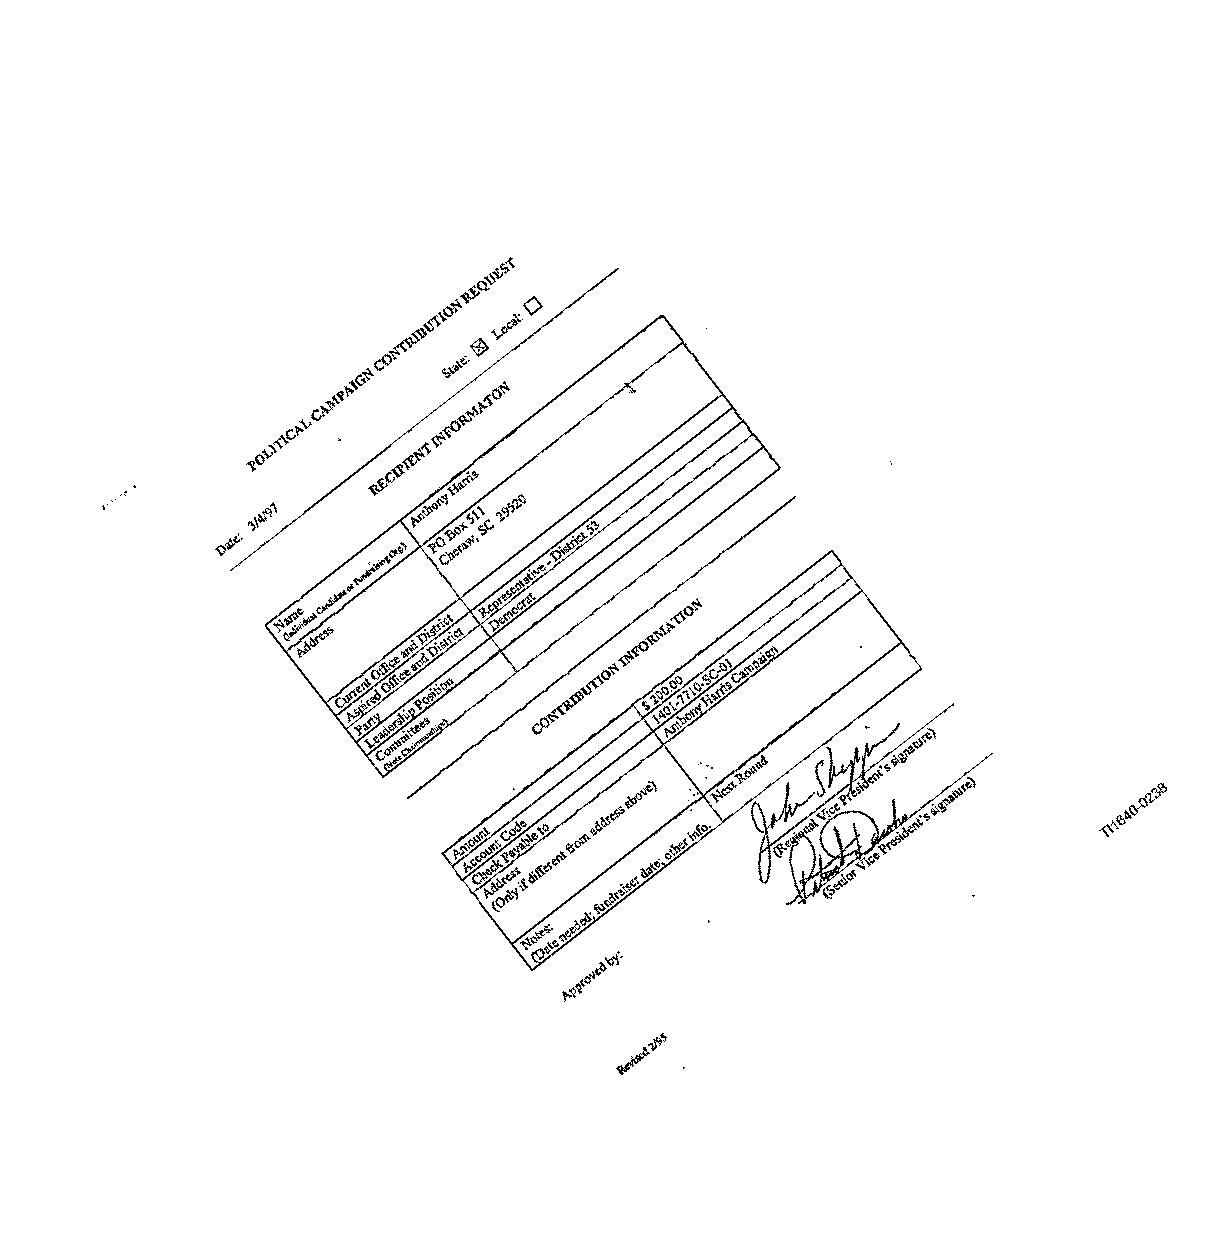 POLITICAL CAMPAIGN CONTRIBUTION REQUEST
Date: 3/4/97 State: ☒ Local: ☐
RECIPIENT INFORMATON
Name Anthony Harris
(Individual Candidate or Fundraising Org.)
Address PO Box 511
Cheraw, SC 29520
Current Office and District Representative - District 53
Aspired Office and District
Party Democrat
Leadership Position
Committees
(Note Chairmanships)
CONTRIBUTION INFORMATION
Amount $ 200.00
Account Code 1401-7710-SC-01
Check Payable to Anthony Harris Campaign
Address
(Only if different from address above)
Notes: Next Round
(Date needed, fundraiser date, other info.
Approved by: John
(Regional Vice President's signature)
(Senior Vice President's signature)
Revised 2/95
TI1640-0238